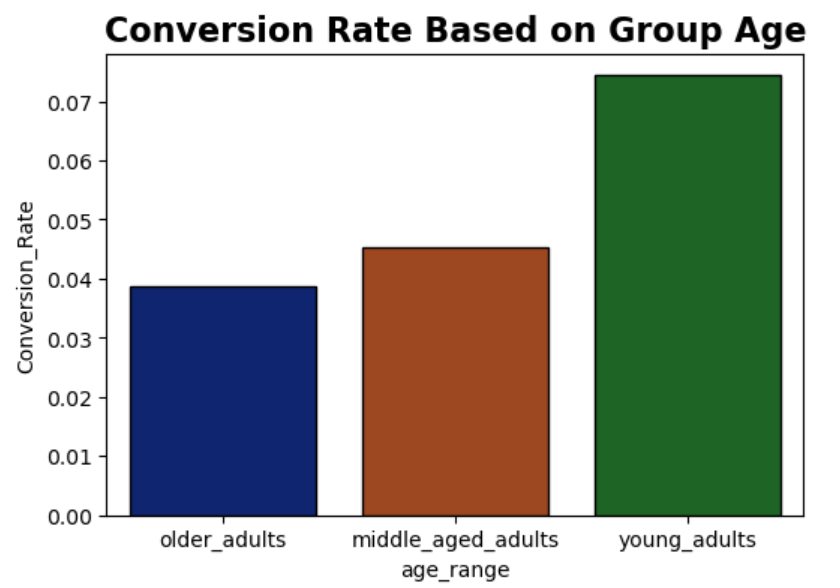 Conversion Rate Based on Group Age
0.07
0.06
0.05
0.04
0.03
0.02
0.01
0.00
Conversion_Rate
older_adults middle_aged_adults young_adults
age_range